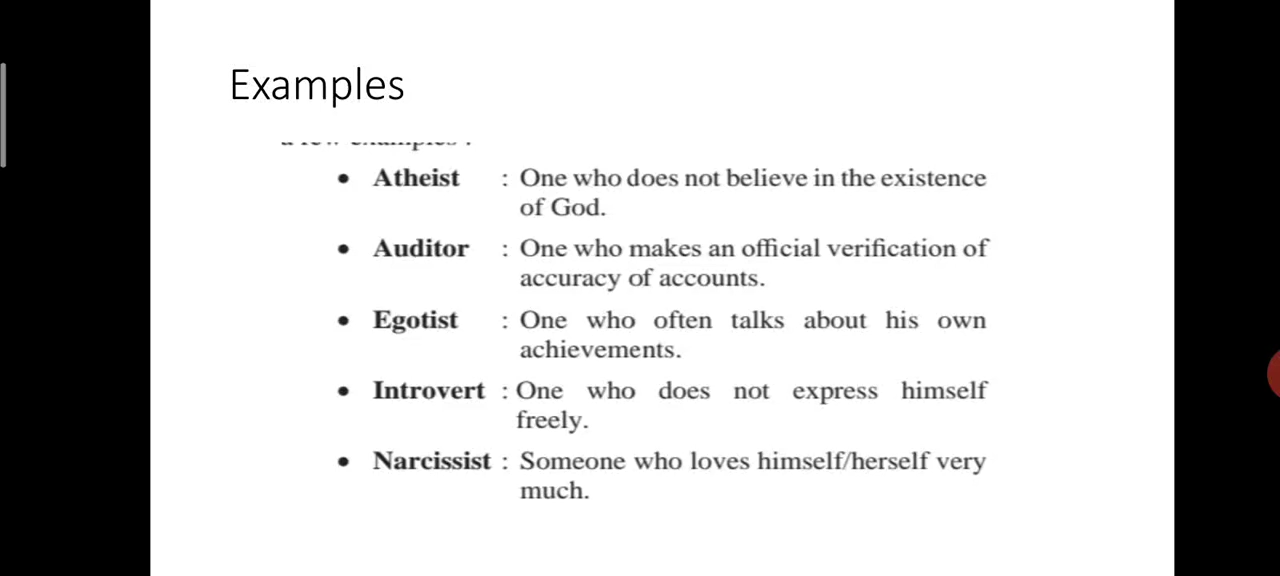 Examples
• Atheist : One who does not believe in the existence
of God.
• Auditor : One who makes an official verification of
accuracy of accounts.
• Egotist : One who often talks about his own
achievements.
• Introvert : One who does not express himself
freely.
• Narcissist : Someone who loves himself/herself very
much.